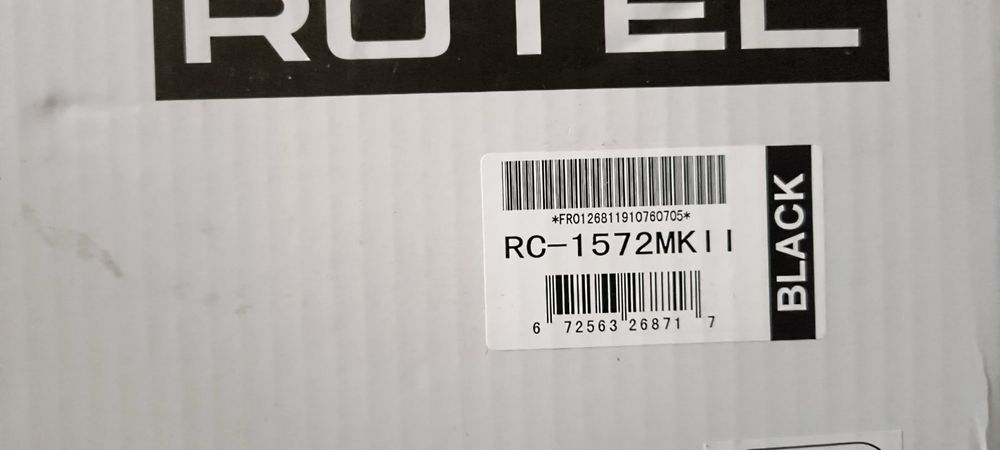 ROTEL
*FR0126811910760705*
RC-1572MKII
6 72563 26871 7
BLACK